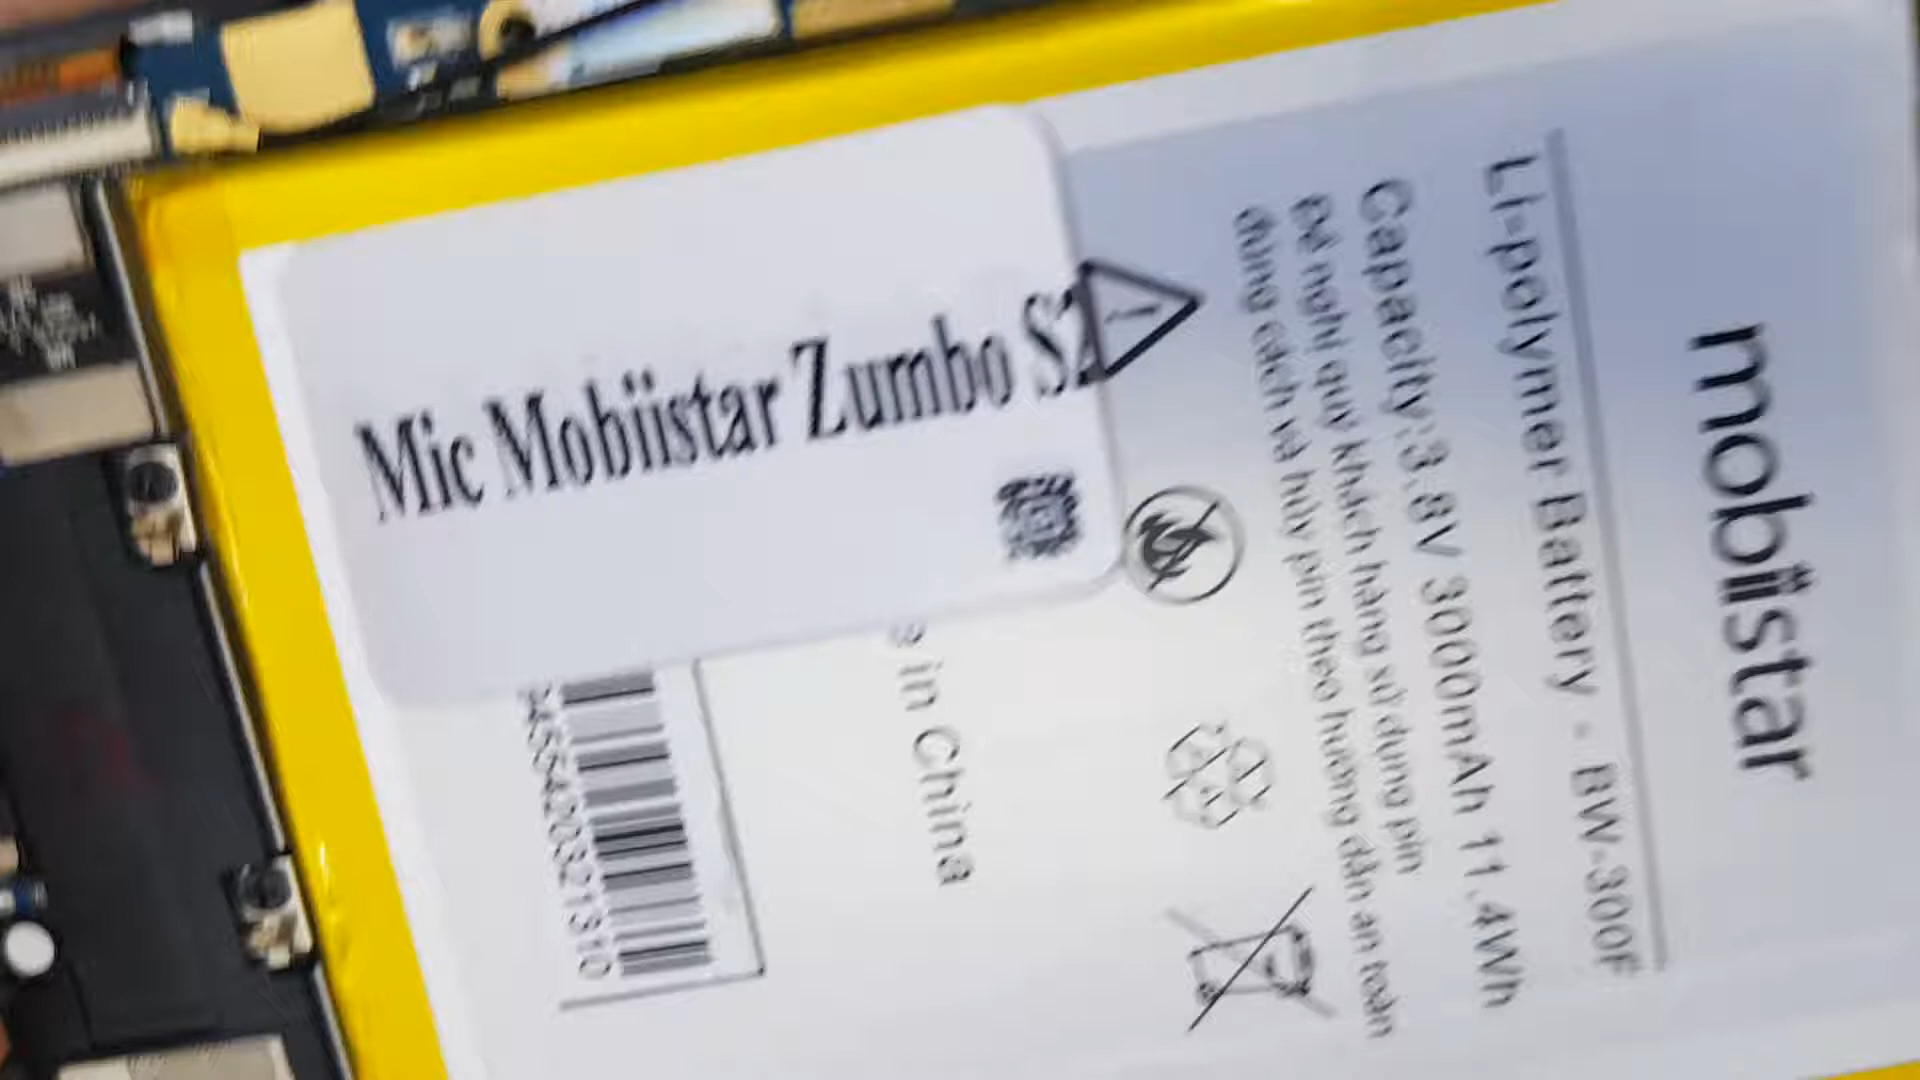 mobiistar
Li-polymer Battery - BW-300F
Capacity:3.8V 3000mAh 11.4Wh
Đề nghị quý khách hàng sử dụng pin
đúng cách và hủy pin theo hướng dẫn an toàn
in China
Mic Mobiistar Zumbo S2